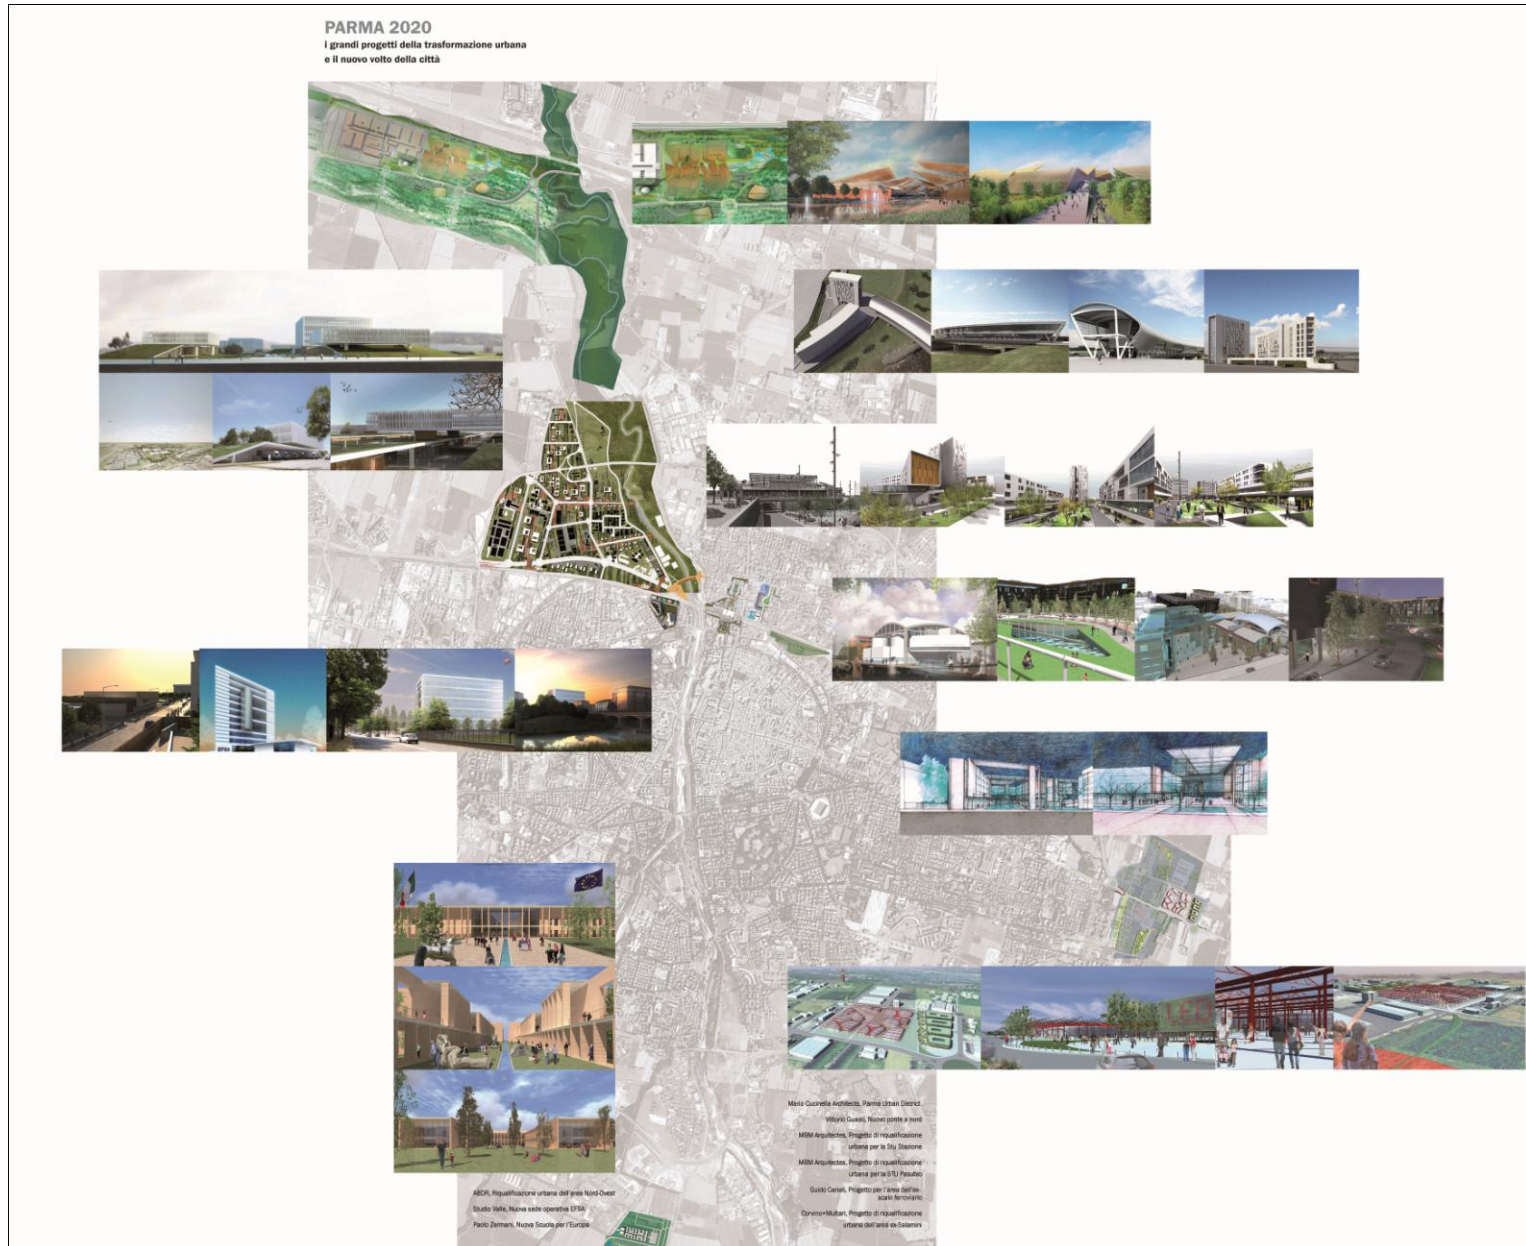 PARMA 2020
i grandi progetti della trasformazione urbana
e il nuovo volto della città
EFSA
Mario Cucinella Architects, Parma Urban District
Vittorio Guasti, Nuovo ponte a nord
MBM Arquitectes, Progetto di riqualificazione
urbana per la Stu Stazione
MBM Arquitectes, Progetto di riqualificazione
urbana per la STU Pasubio
Guido Canali, Progetto per l'area dell'ex-
scalo ferroviario
Corvino+Multari, Progetto di riqualificazione
urbana dell'area ex-Salamini
ABDR, Riqualificazione urbana dell'area Nord-Ovest
Studio Valle, Nuova sede operativa EFSA
Paolo Zermani, Nuova Scuola per l'Europa